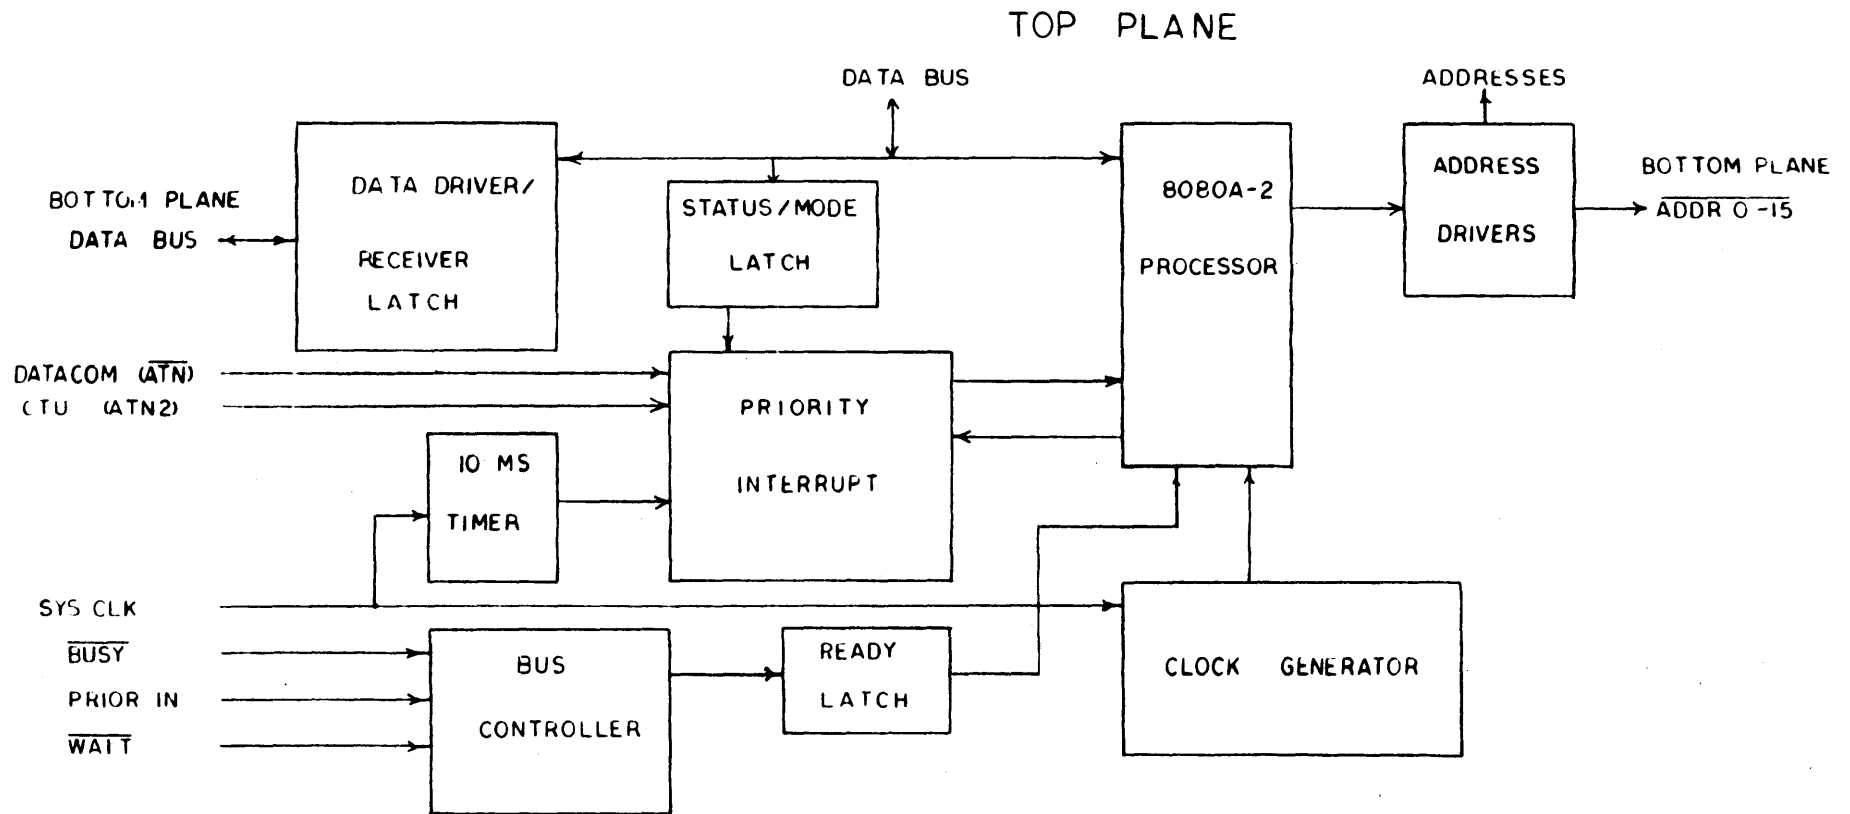 TOP PLANE
DATA BUS
ADDRESSES
DATA DRIVER/
RECEIVER
LATCH
BOTTOM PLANE
DATA BUS
STATUS/MODE
LATCH
8080A-2
PROCESSOR
ADDRESS
DRIVERS
BOTTOM PLANE
ADDR 0-15
DATACOM (ATN)
CTU (ATN2)
PRIORITY
INTERRUPT
10 MS
TIMER
SYS CLK
BUSY
PRIOR IN
WAIT
BUS
CONTROLLER
READY
LATCH
CLOCK GENERATOR